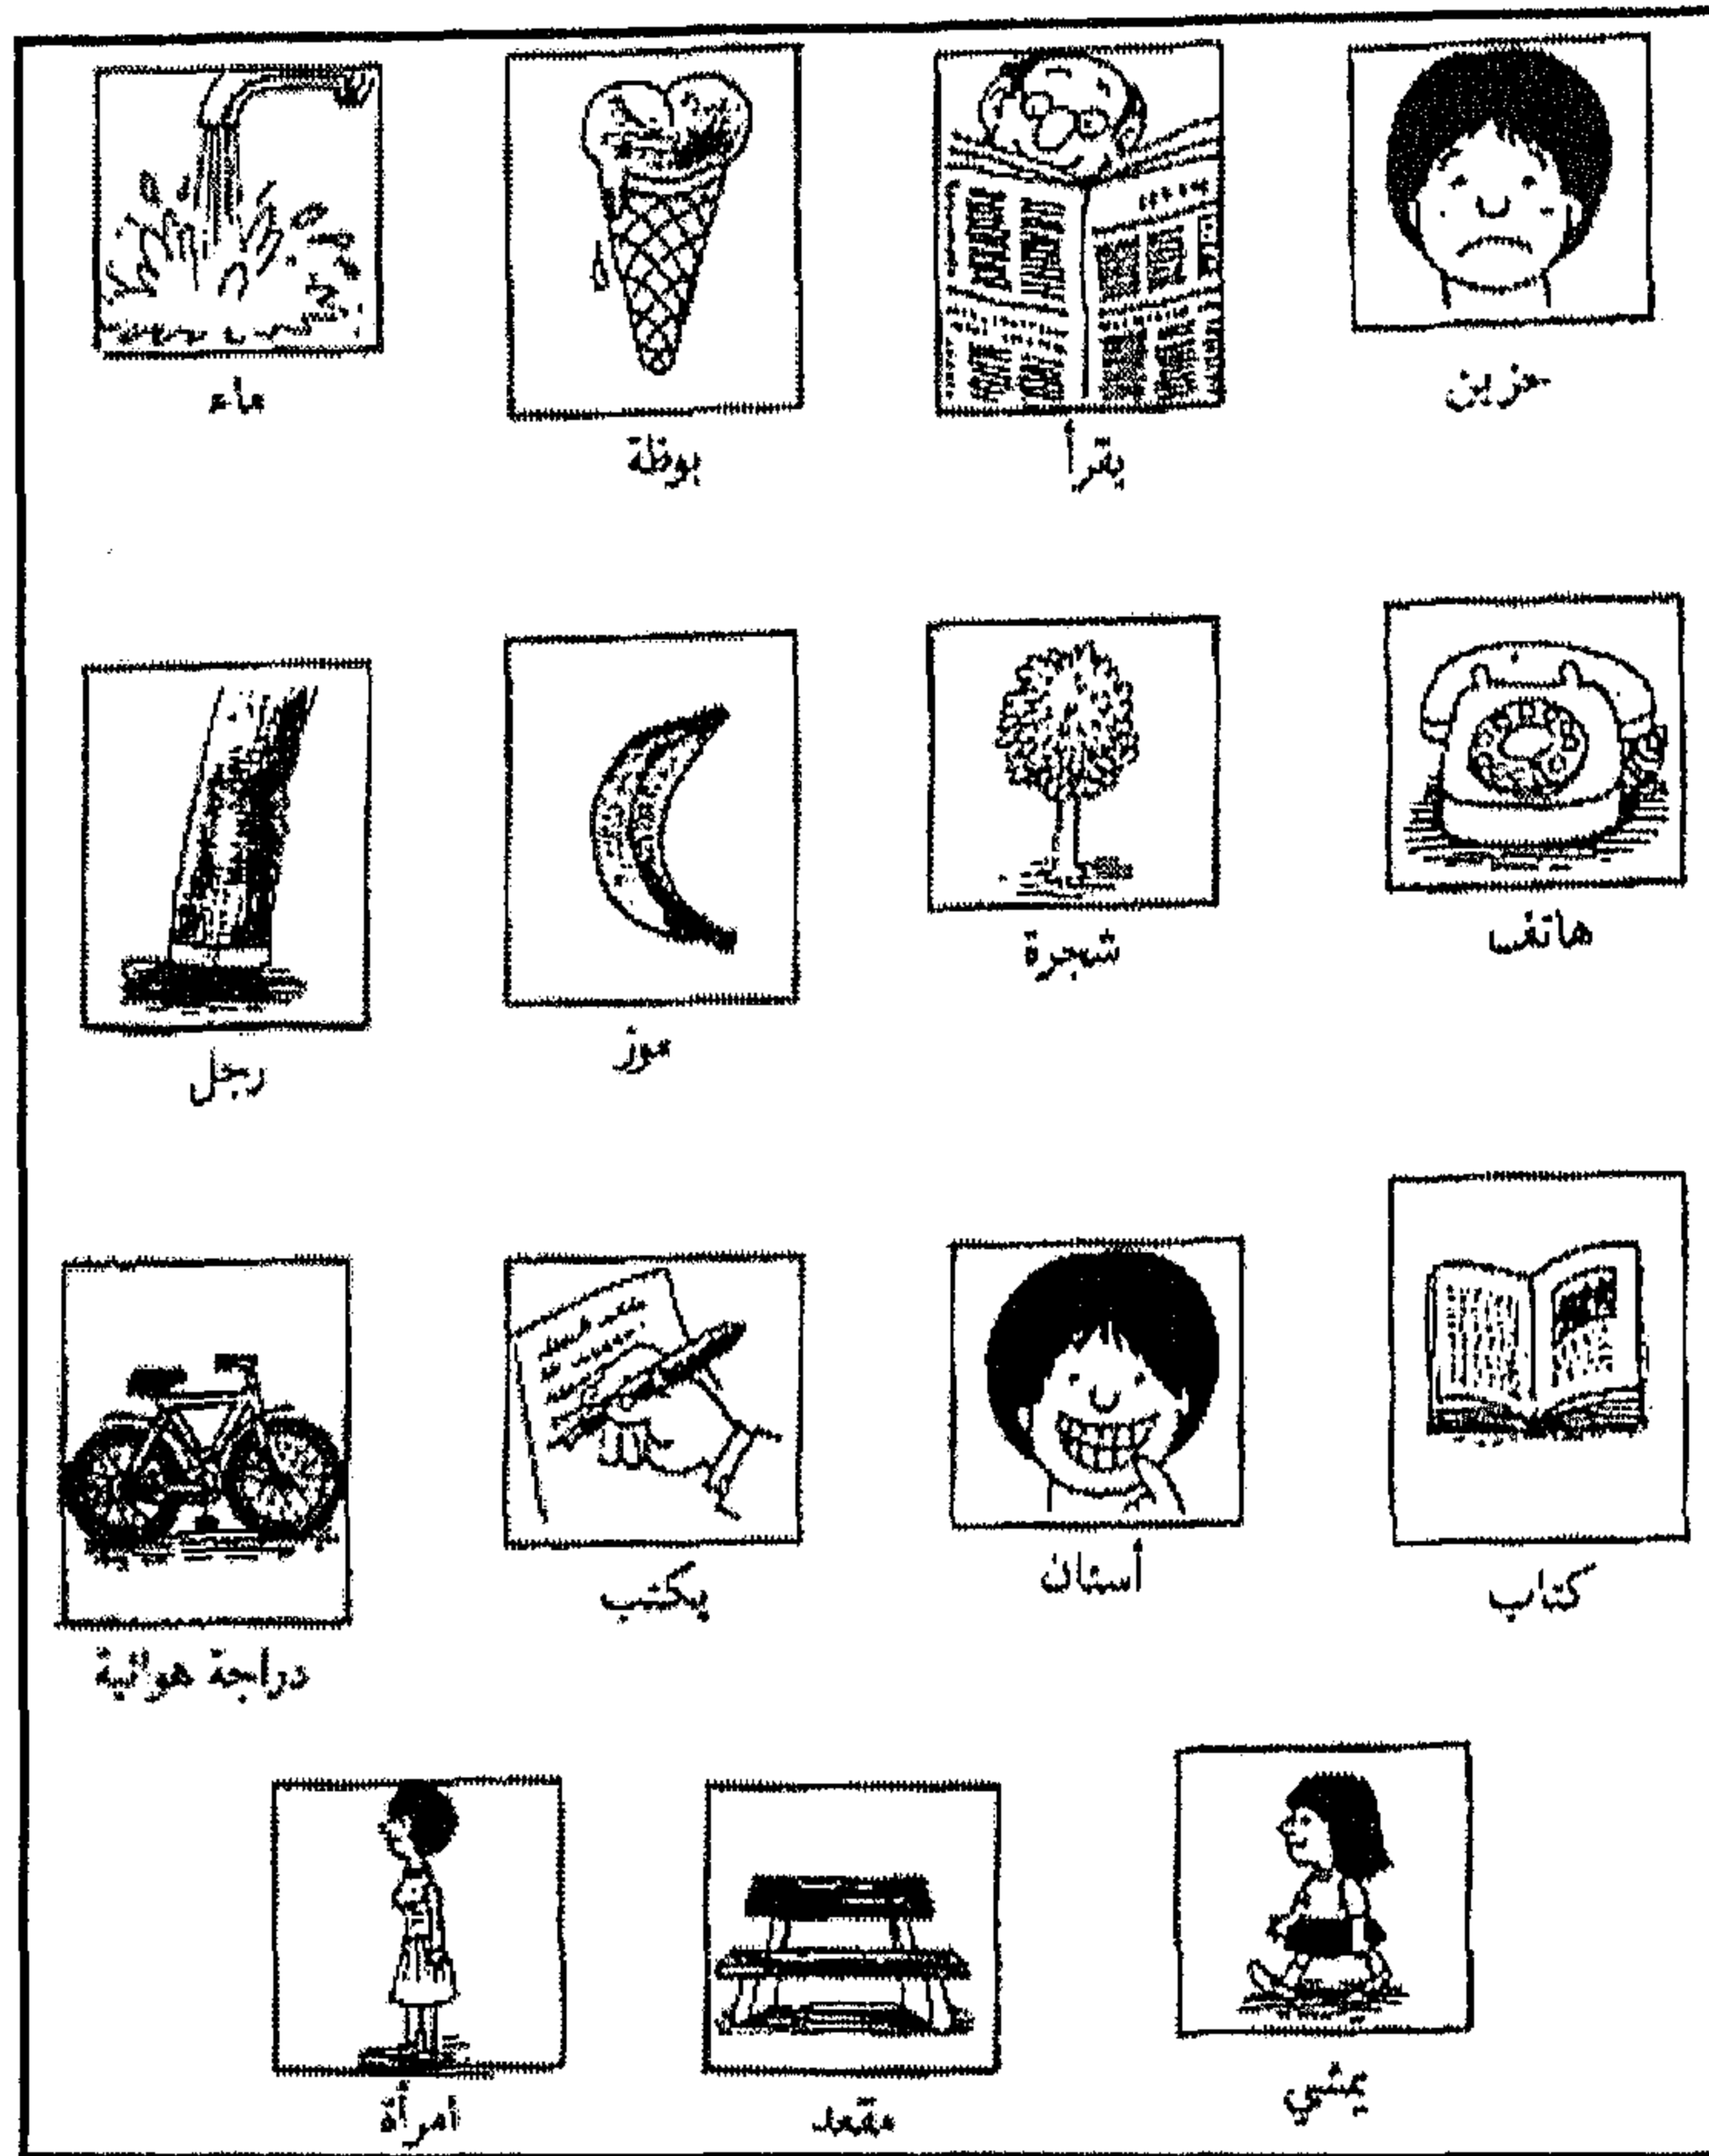 حزين
يقرأ
بوظة
ماء
هاتف
شجرة
موز
رجل
كتاب
أسنان
يكتب
دراجة هوائية
يمشي
مقعد
امرأة